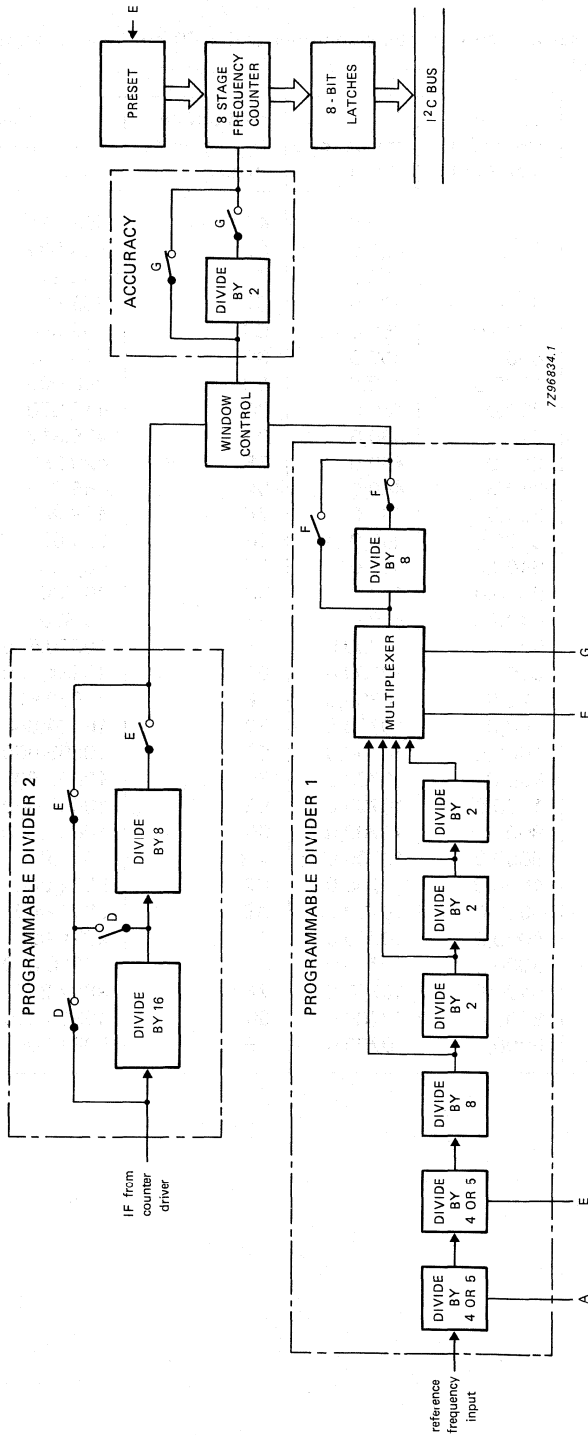 PROGRAMMABLE DIVIDER 2
IF from
counter
driver
D
DIVIDE
BY 16
D
E
DIVIDE
BY 8
E
PROGRAMMABLE DIVIDER 1
reference
frequency
input
DIVIDE
BY
4 OR 5
A
DIVIDE
BY
4 OR 5
E
DIVIDE
BY
8
DIVIDE
BY
2
DIVIDE
BY
2
DIVIDE
BY
2
MULTIPLEXER
F
G
DIVIDE
BY
8
F
F
WINDOW
CONTROL
ACCURACY
G
DIVIDE
BY
2
G
PRESET
E
8 STAGE
FREQUENCY
COUNTER
8 - BIT
LATCHES
I²C BUS
7Z96834.1